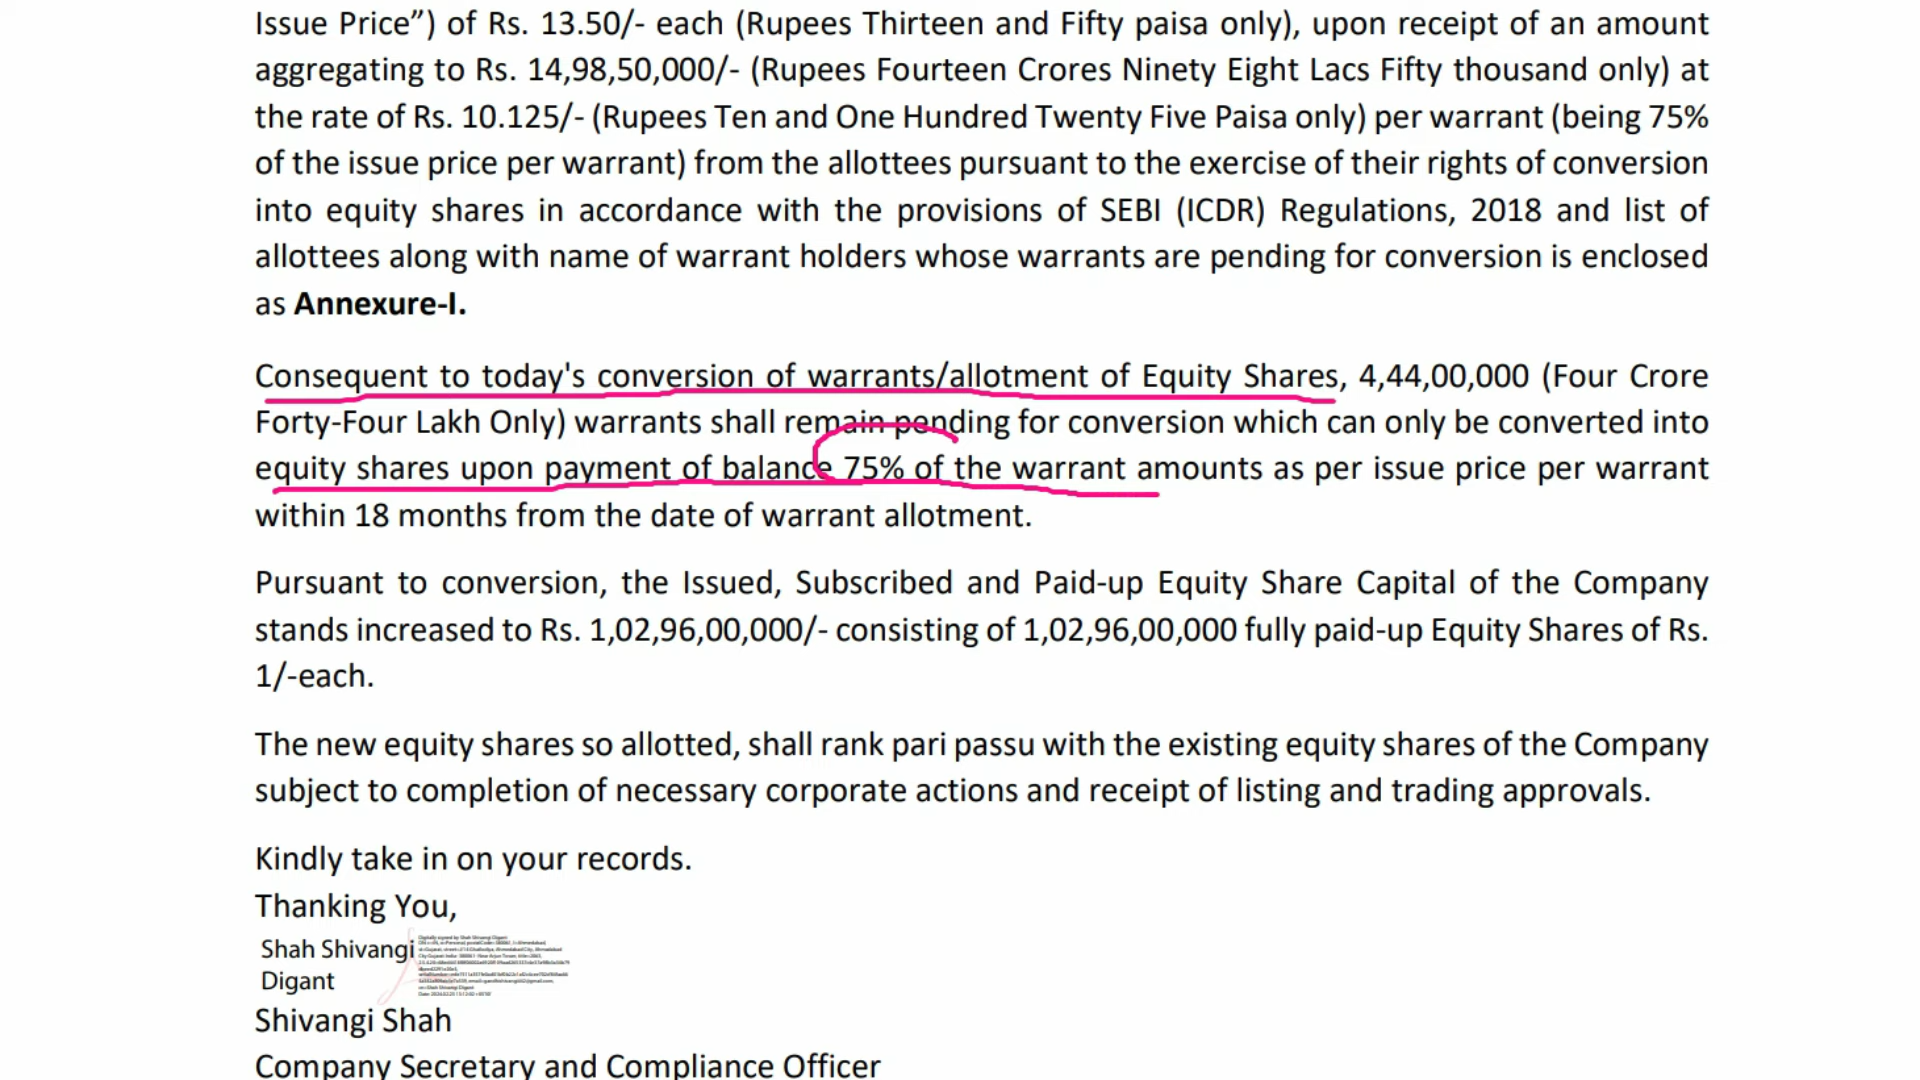 Issue Price”) of Rs. 13.50/- each (Rupees Thirteen and Fifty paisa only), upon receipt of an amount
aggregating to Rs. 14,98,50,000/- (Rupees Fourteen Crores Ninety Eight Lacs Fifty thousand only) at
the rate of Rs. 10.125/- (Rupees Ten and One Hundred Twenty Five Paisa only) per warrant (being 75%
of the issue price per warrant) from the allottees pursuant to the exercise of their rights of conversion
into equity shares in accordance with the provisions of SEBI (ICDR) Regulations, 2018 and list of
allottees along with name of warrant holders whose warrants are pending for conversion is enclosed
as Annexure-I.
Consequent to today's conversion of warrants/allotment of Equity Shares, 4,44,00,000 (Four Crore
Forty-Four Lakh Only) warrants shall remain pending for conversion which can only be converted into
equity shares upon payment of balance 75% of the warrant amounts as per issue price per warrant
within 18 months from the date of warrant allotment.
Pursuant to conversion, the Issued, Subscribed and Paid-up Equity Share Capital of the Company
stands increased to Rs. 1,02,96,00,000/- consisting of 1,02,96,00,000 fully paid-up Equity Shares of Rs.
1/-each.
The new equity shares so allotted, shall rank pari passu with the existing equity shares of the Company
subject to completion of necessary corporate actions and receipt of listing and trading approvals.
Kindly take in on your records.
Thanking You,
Shah Shivangi
Digant
Digitally signed by Shah Shivangi Digant
Shivangi Shah
Company Secretary and Compliance Officer